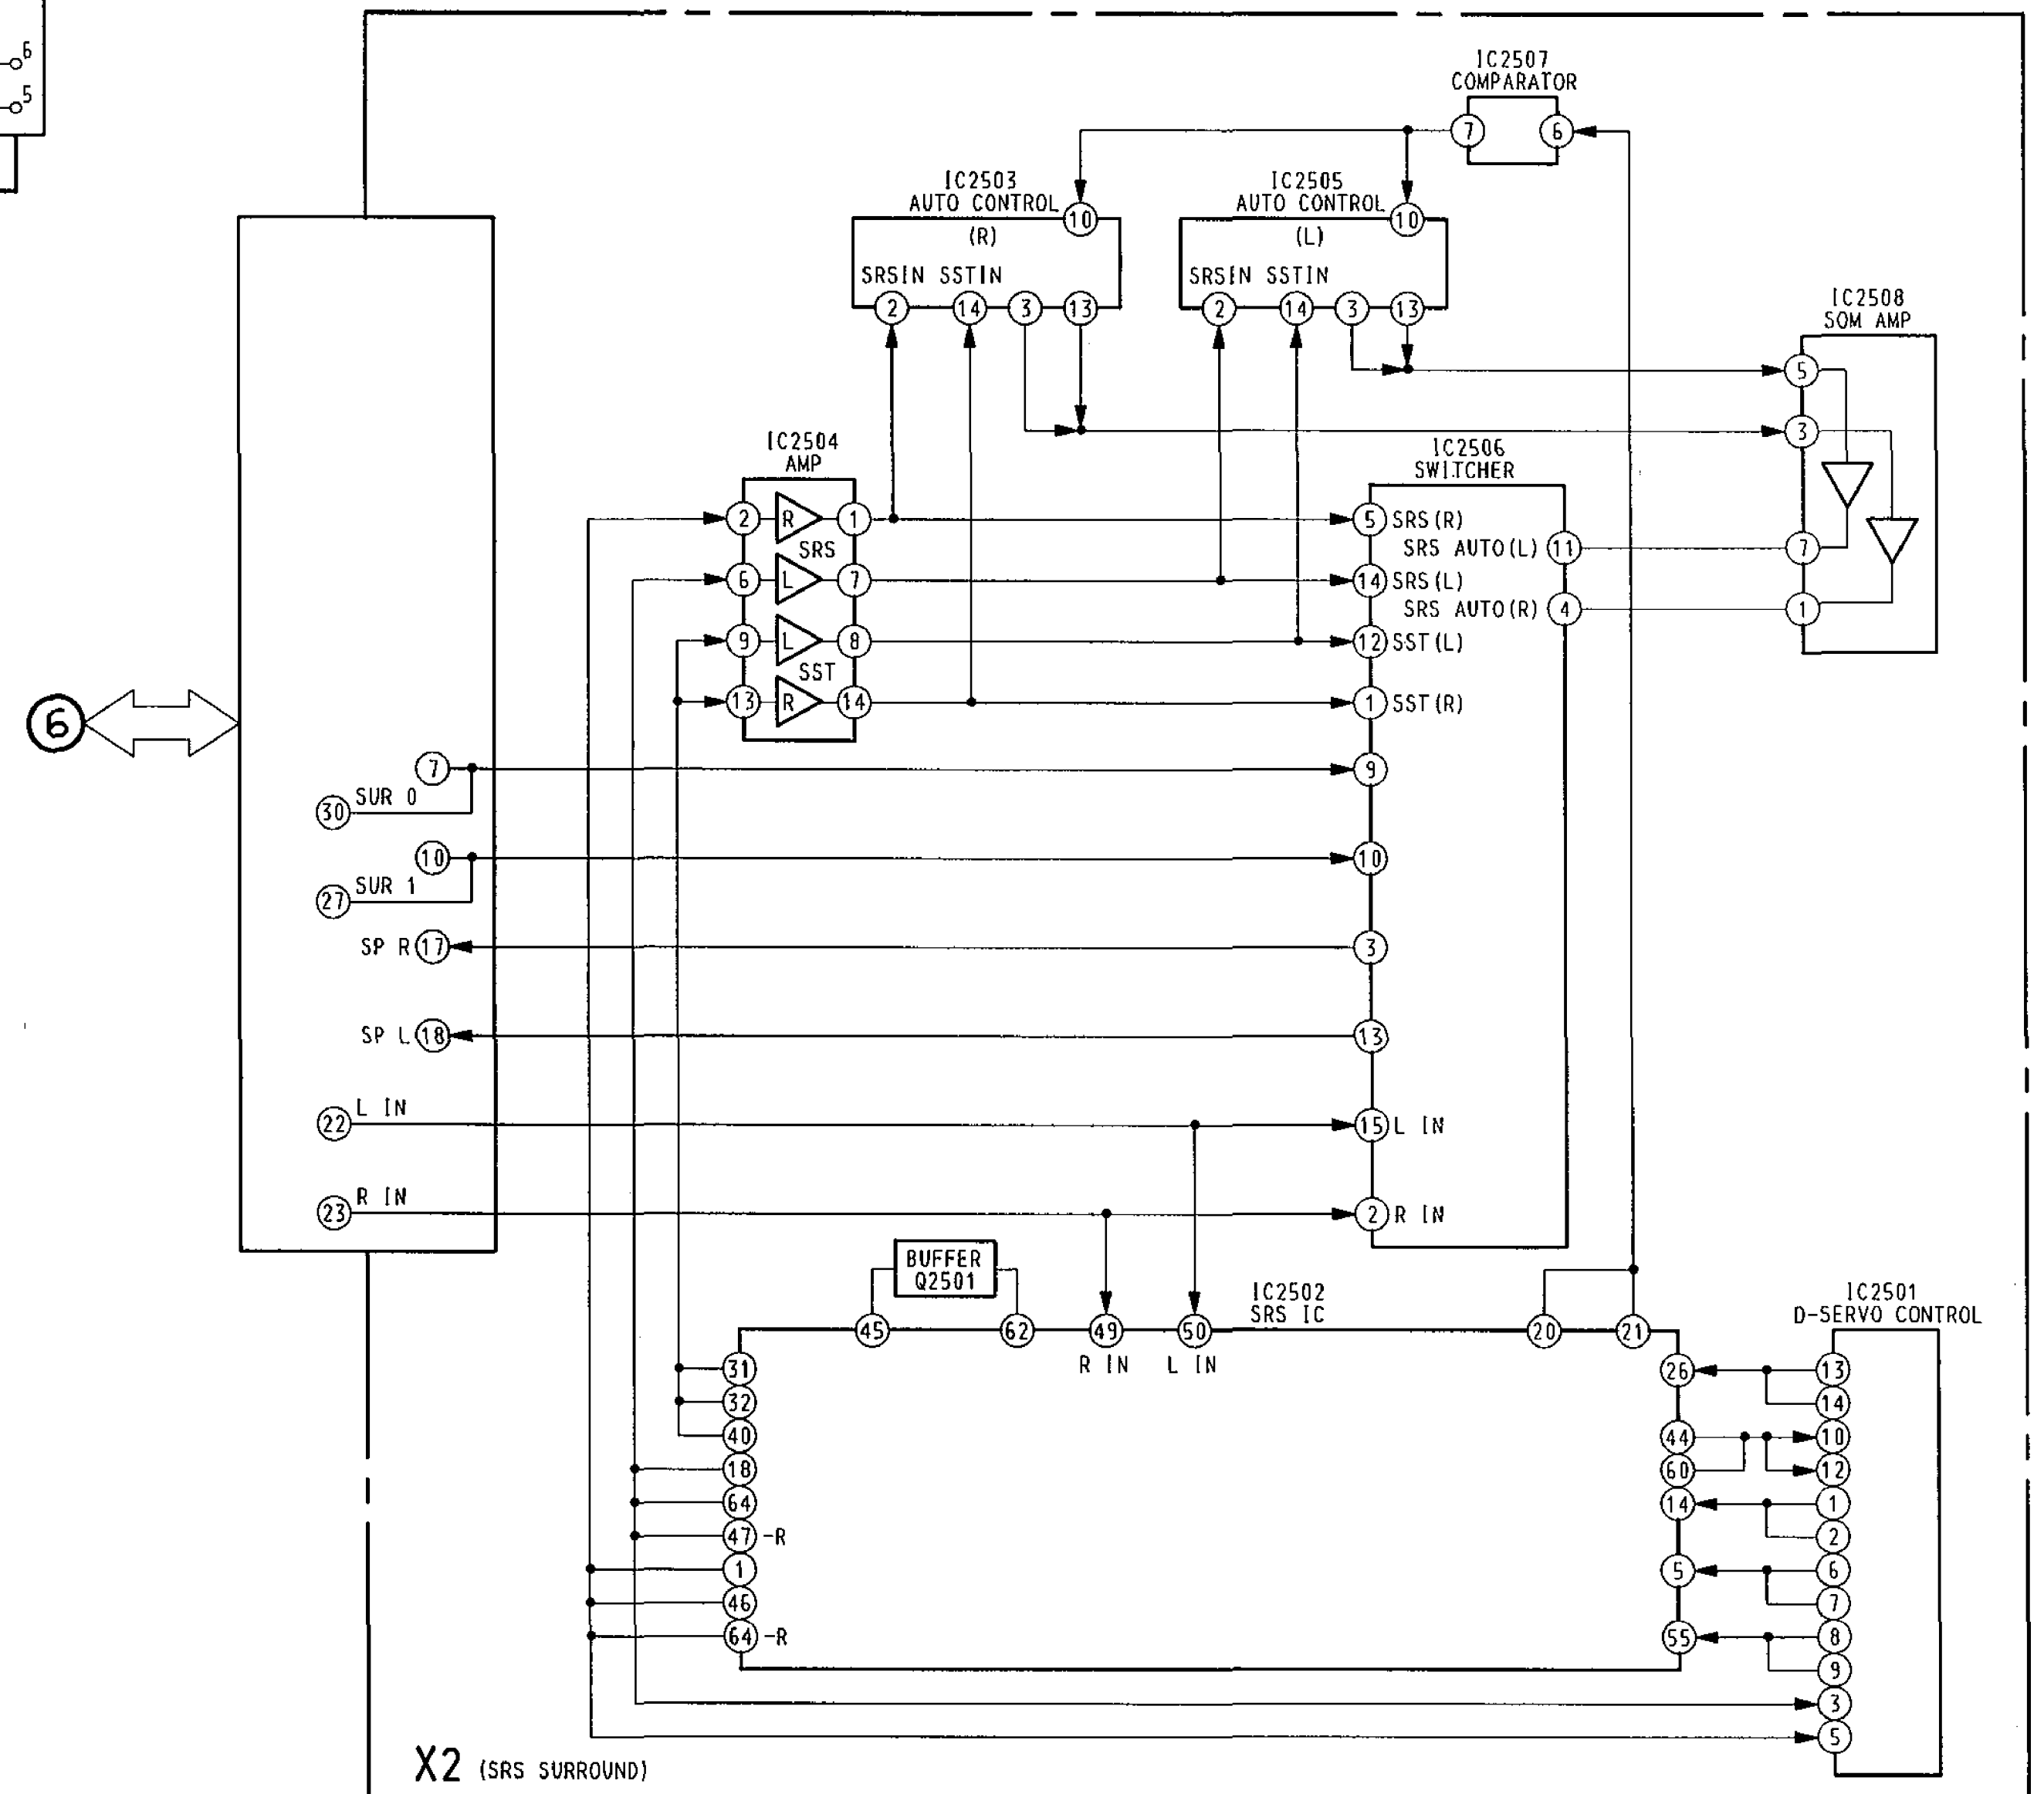 6
5
IC2507
COMPARATOR
7 6
IC2503
AUTO CONTROL
10
(R)
SRSIN SSTIN
2 14 3 13
IC2505
AUTO CONTROL
10
(L)
SRSIN SSTIN
2 14 3 13
IC2508
SOM AMP
5
3
7
1
IC2504
AMP
2 R 1
SRS
6 L 7
9 L 8
SST
13 R 14
IC2506
SWITCHER
5 SRS(R)
SRS AUTO(L) 11
14 SRS(L)
SRS AUTO(R) 4
12 SST(L)
1 SST(R)
9
10
3
13
15 L IN
2 R IN
6
7
30 SUR 0
10
27 SUR 1
SP R 17
SP L 18
22 L IN
23 R IN
BUFFER
Q2501
IC2502
SRS IC
45 62 49 50 20 21
R IN L IN
31
32
40
18
64
47 -R
1
46
64 -R
26
44
60
14
5
55
IC2501
D-SERVO CONTROL
13
14
10
12
1
2
6
7
8
9
3
5
X2 (SRS SURROUND)